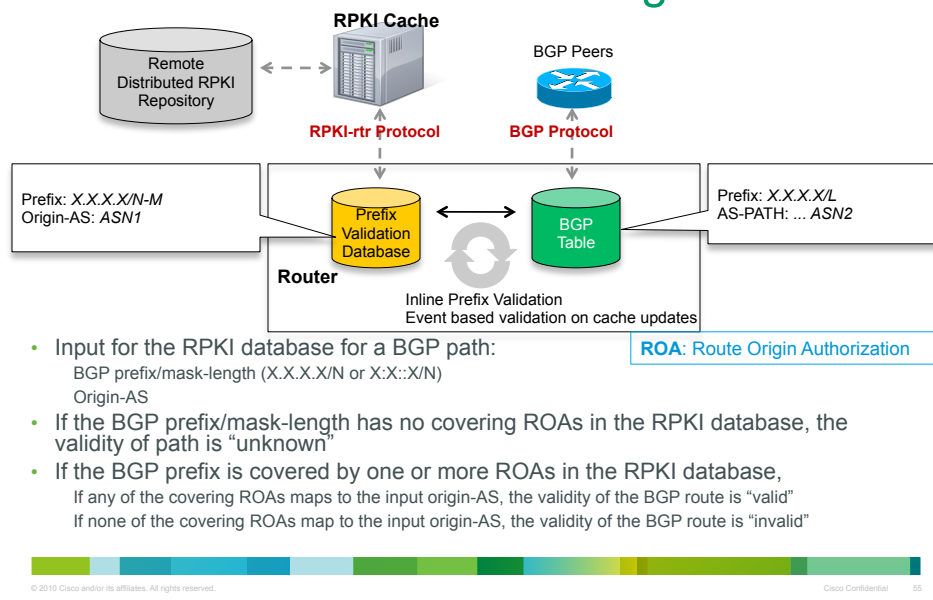 RPKI Cache
Remote
Distributed RPKI
Repository
BGP Peers
RPKI-rtr Protocol
BGP Protocol
Prefix: X.X.X.X/N-M
Origin-AS: ASN1
Prefix
Validation
Database
BGP
Table
Prefix: X.X.X.X/L
AS-PATH: ... ASN2
Router
Inline Prefix Validation
Event based validation on cache updates
• Input for the RPKI database for a BGP path:
ROA: Route Origin Authorization
BGP prefix/mask-length (X.X.X.X/N or X:X::X/N)
Origin-AS
• If the BGP prefix/mask-length has no covering ROAs in the RPKI database, the
validity of path is “unknown”
• If the BGP prefix is covered by one or more ROAs in the RPKI database,
If any of the covering ROAs maps to the input origin-AS, the validity of the BGP route is “valid”
If none of the covering ROAs map to the input origin-AS, the validity of the BGP route is “invalid”
© 2010 Cisco and/or its affiliates. All rights reserved.
Cisco Confidential 55